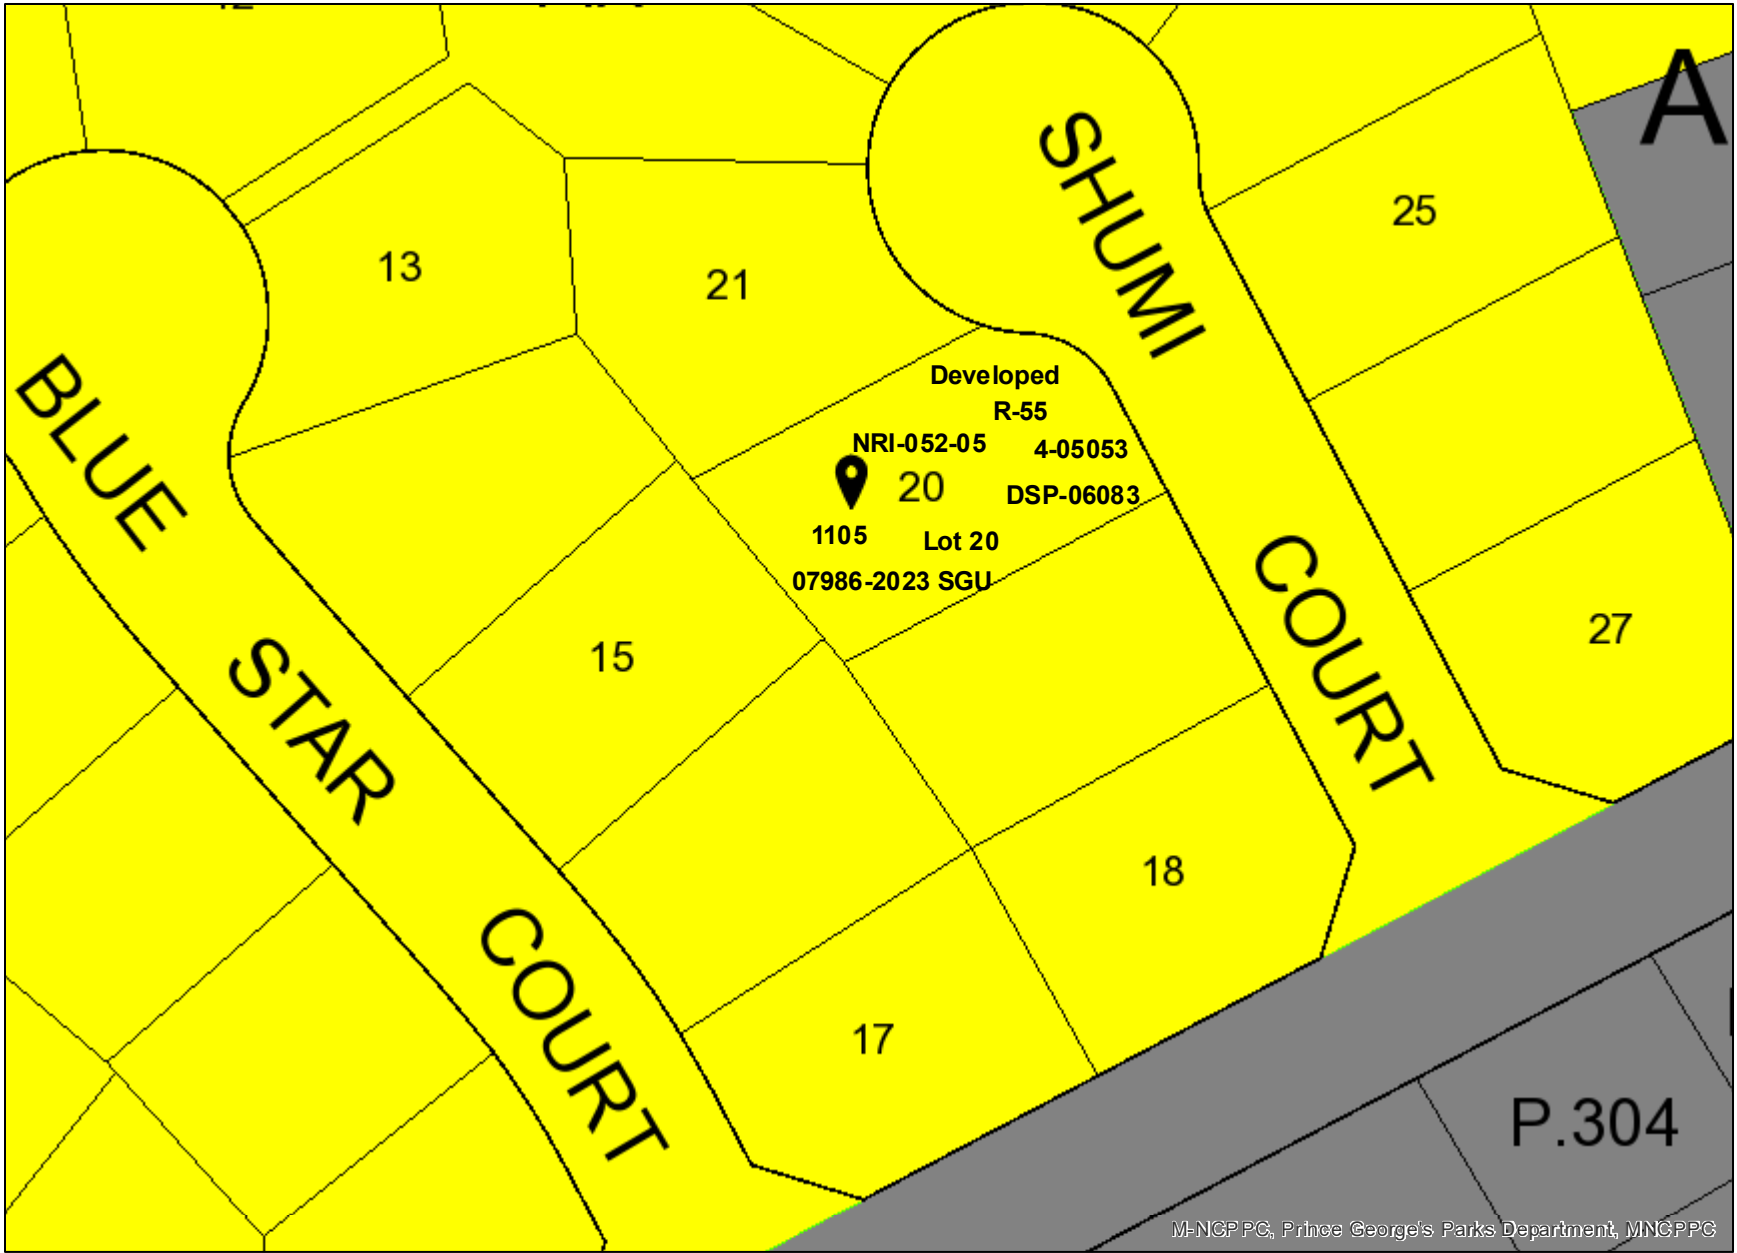 A
SHUMI
COURT
25
13
21
Developed
R-55
NRI-052-05
4-05053
20
DSP-06083
1105
Lot 20
07986-2023 SGU
BLUE
STAR
COURT
15
27
18
17
P.304
M-NCPPC, Prince George's Parks Department, MNCPPC